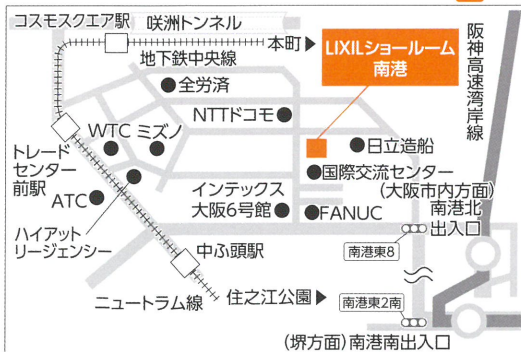 コスモスクエア駅
咲洲トンネル
地下鉄中央線
本町▶
LIXILショールーム
南港
阪神高速湾岸線
全労済
NTTドコモ
WTC ミズノ
日立造船
トレード
センター
前駅
国際交流センター
(大阪市内方面)
ATC
インテックス
大阪6号館
FANUC
南港北
出入口
ハイアット
リージェンシー
南港東8
中ふ頭駅
ニュートラム線
住之江公園▶
南港東2南
(堺方面)南港南出入口